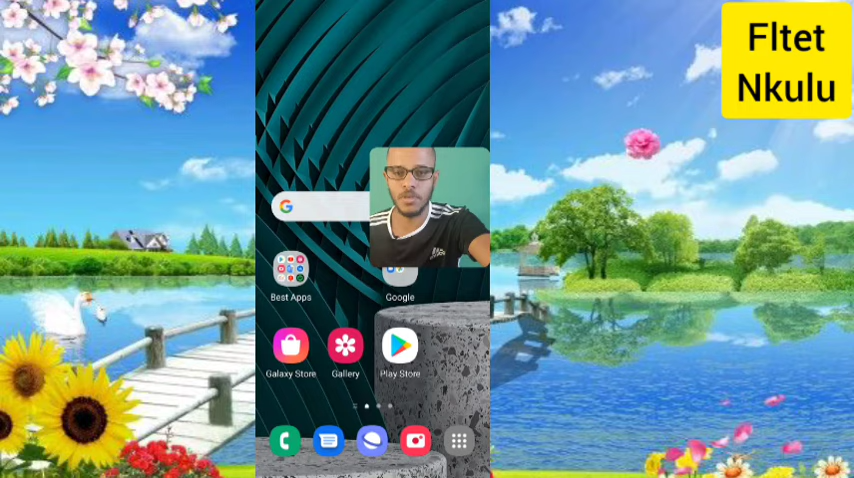 Fltet
Nkulu
Best Apps
Google
Galaxy Store
Gallery
Play Store